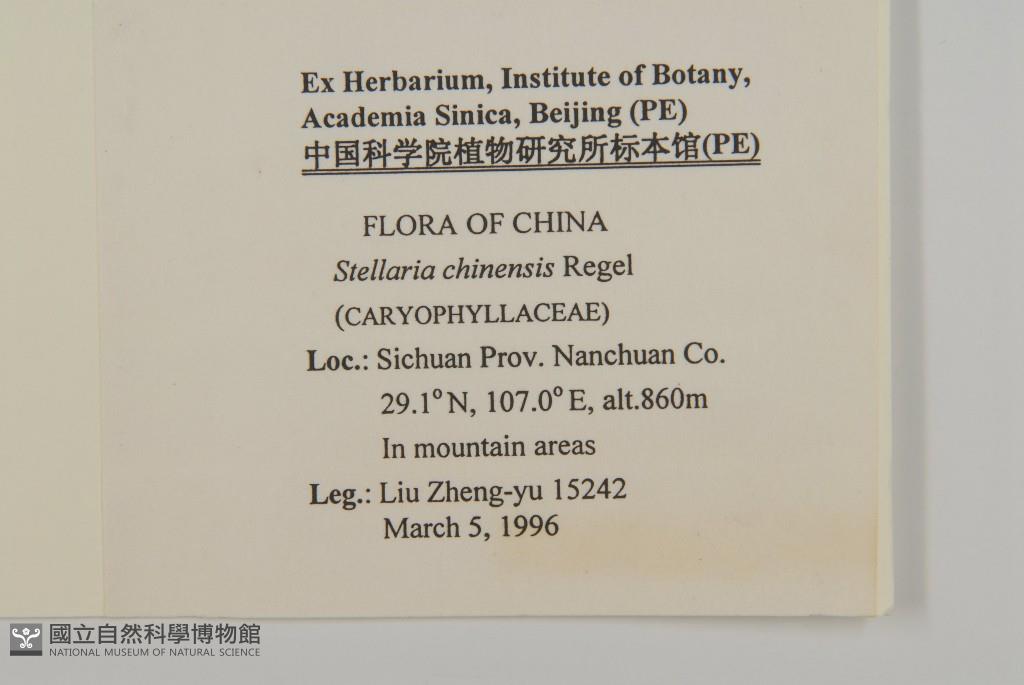 Ex Herbarium, Institute of Botany,
Academia Sinica, Beijing (PE)
中国科学院植物研究所标本馆(PE)
FLORA OF CHINA
Stellaria chinensis Regel
(CARYOPHYLLACEAE)
Loc.: Sichuan Prov. Nanchuan Co.
29.1°N, 107.0°E, alt.860m
In mountain areas
Leg.: Liu Zheng-yu 15242
March 5, 1996
國立自然科學博物館
NATIONAL MUSEUM OF NATURAL SCIENCE